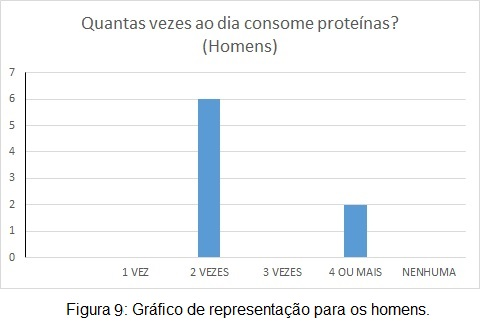 Quantas vezes ao dia consome proteínas?
(Homens)
7
6
5
4
3
2
1
0
1 VEZ 2 VEZES 3 VEZES 4 OU MAIS NENHUMA
Figura 9: Gráfico de representação para os homens.